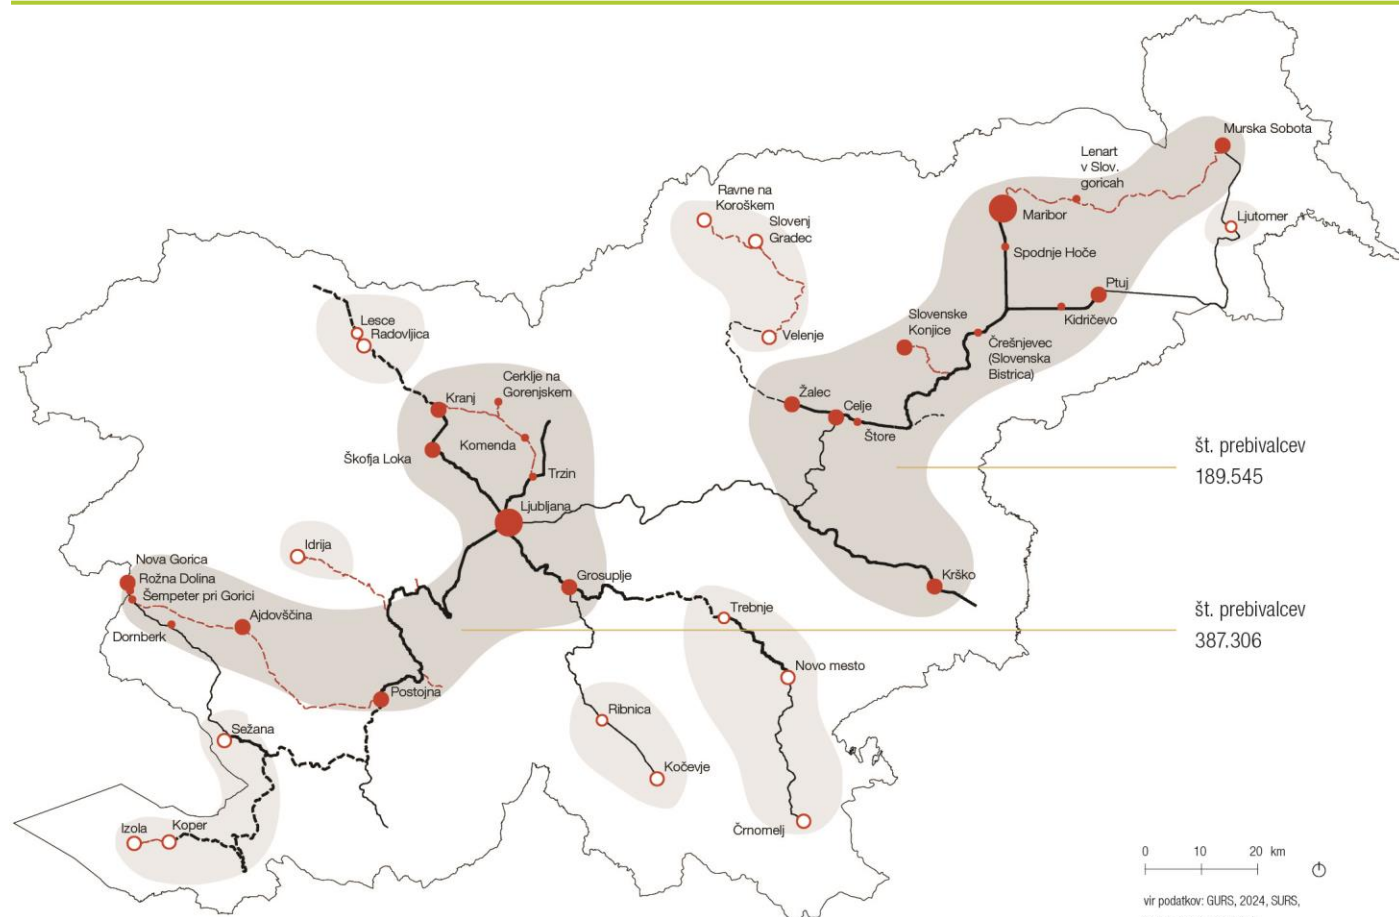 Murska Sobota
Lenart
v Slov.
goricah
Ravne na
Koroškem
Slovenj
Gradec
Maribor
Ljutomer
Spodnje Hoče
Ptuj
Kidričevo
Slovenske
Konjice
Črešnjevec
(Slovenska
Bistrica)
Velenje
Lesce
Radovljica
Cerklje na
Gorenjskem
Kranj
Žalec
Celje
Štore
Komenda
Škofja Loka
Trzin
št. prebivalcev
189.545
Ljubljana
Idrija
Nova Gorica
Rožna Dolina
Šempeter pri Gorici
Ajdovščina
Dornberk
Grosuplje
Krško
Trebnje
št. prebivalcev
387.306
Novo mesto
Postojna
Ribnica
Sežana
Kočevje
Izola
Koper
Črnomelj
0 10 20 km
vir podatkov: GURS, 2024, SURS,